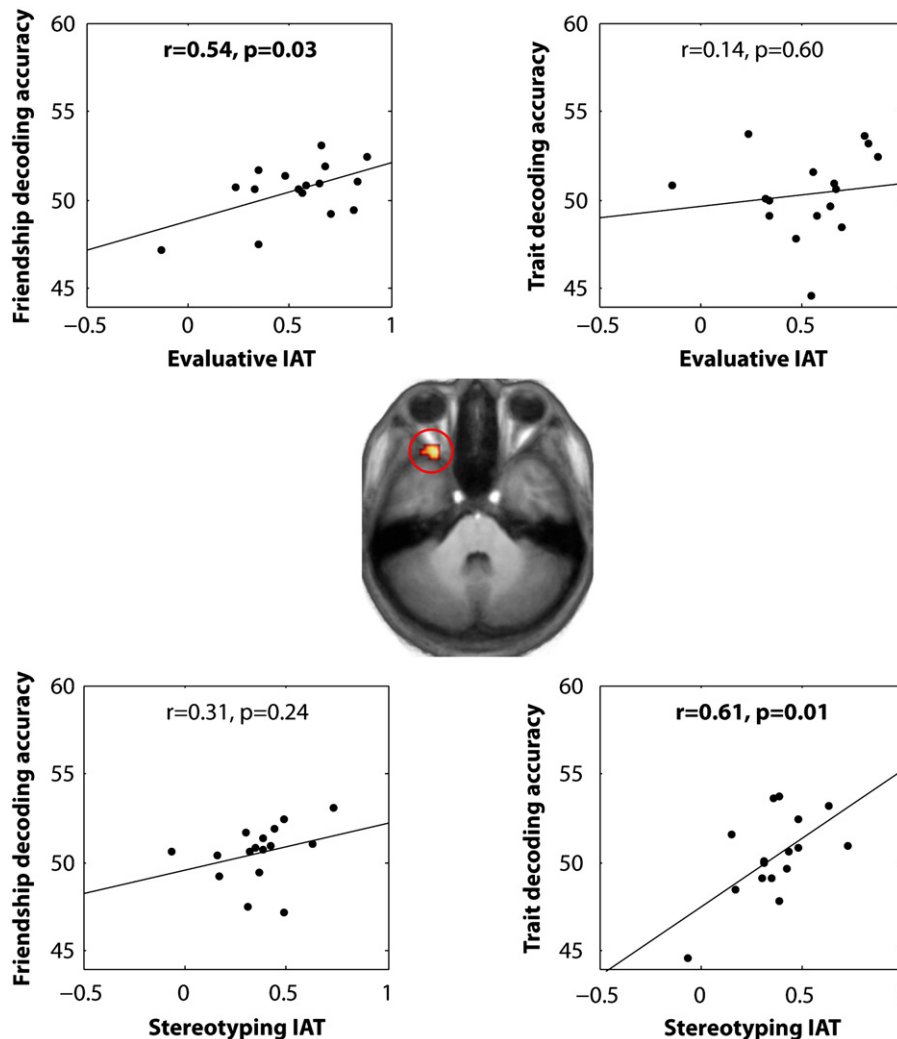 60
r=0.54, p=0.03
55
50
45
Friendship decoding accuracy
−0.5 0 0.5 1
Evaluative IAT
60
r=0.14, p=0.60
55
50
45
Trait decoding accuracy
−0.5 0 0.5
Evaluative IAT
60
r=0.31, p=0.24
55
50
45
Friendship decoding accuracy
−0.5 0 0.5 1
Stereotyping IAT
60
r=0.61, p=0.01
55
50
45
Trait decoding accuracy
−0.5 0 0.5
Stereotyping IAT